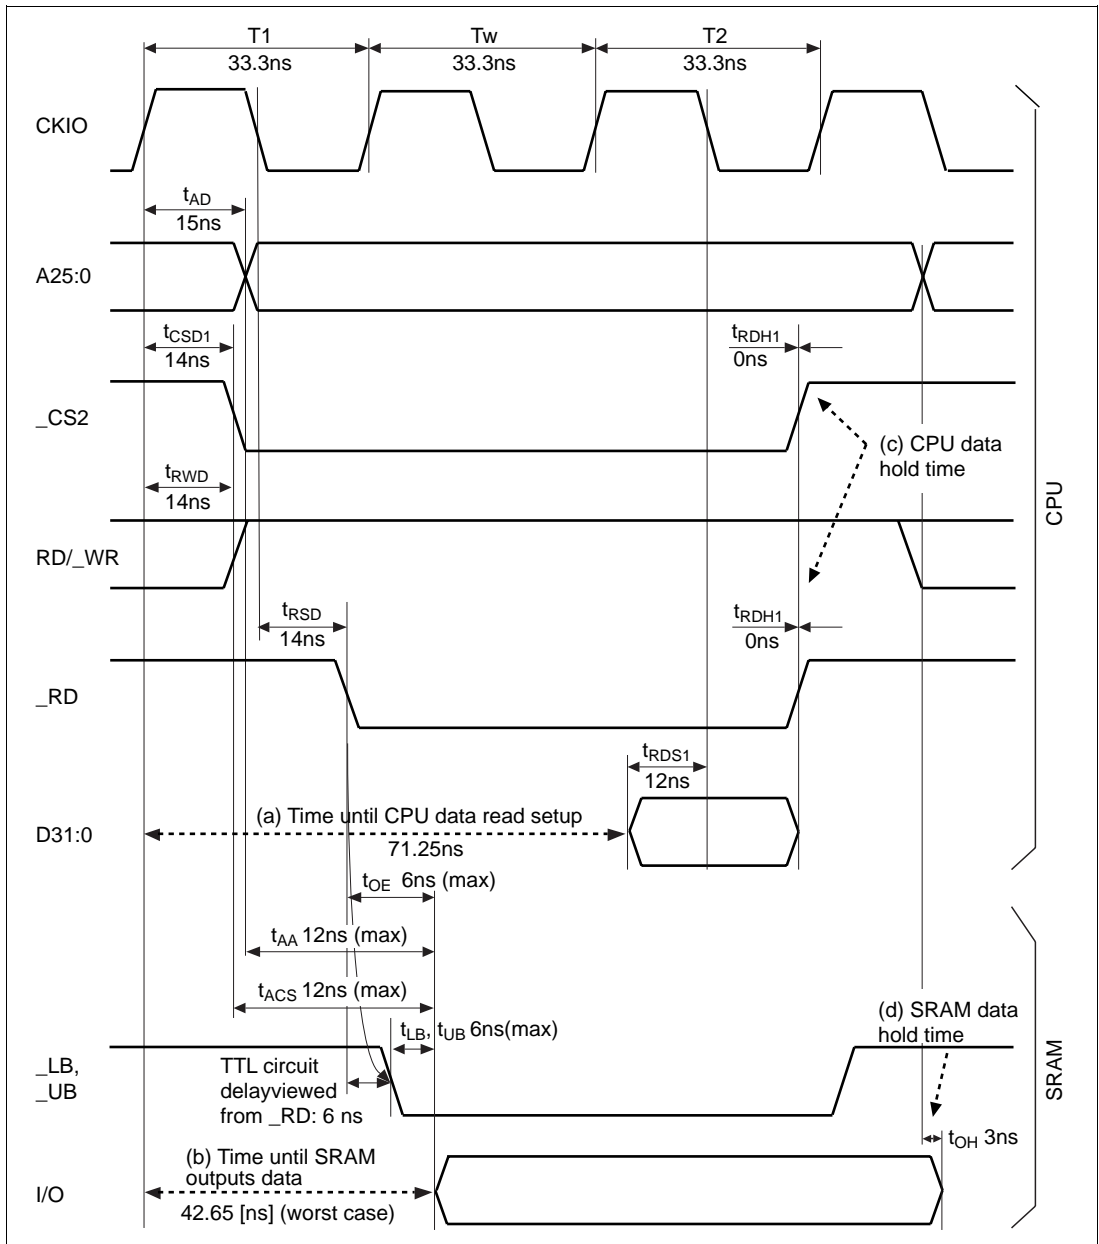 T1 Tw T2
33.3ns 33.3ns 33.3ns
CKIO
tAD
15ns
A25:0
tCSD1
14ns
tRDH1
0ns
_CS2
(c) CPU data
hold time
tRWD
14ns
RD/_WR
CPU
tRSD
14ns
tRDH1
0ns
_RD
tRDS1
12ns
(a) Time until CPU data read setup
D31:0
71.25ns
tOE 6ns (max)
tAA 12ns (max)
tACS 12ns (max)
(d) SRAM data
hold time
tLB, tUB 6ns(max)
_LB,
_UB
TTL circuit
delayviewed
from _RD: 6 ns
SRAM
tOH 3ns
(b) Time until SRAM
outputs data
I/O
42.65 [ns] (worst case)